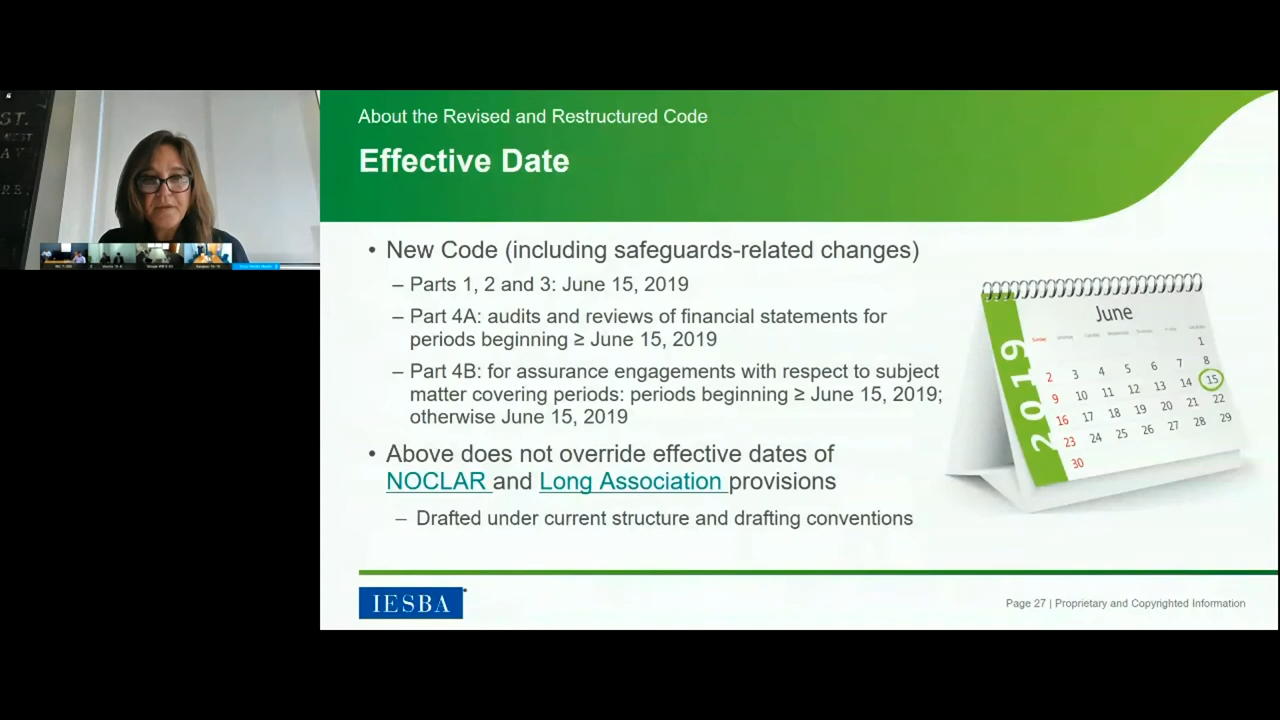 About the Revised and Restructured Code
Effective Date
• New Code (including safeguards-related changes)
– Parts 1, 2 and 3: June 15, 2019
– Part 4A: audits and reviews of financial statements for
periods beginning ≥ June 15, 2019
– Part 4B: for assurance engagements with respect to subject
matter covering periods: periods beginning ≥ June 15, 2019;
otherwise June 15, 2019
• Above does not override effective dates of
NOCLAR and Long Association provisions
– Drafted under current structure and drafting conventions
June
2019
Sunday
1
2 3 4 5 6 7 8
9 10 11 12 13 14 15
16 17 18 19 20 21 22
23 24 25 26 27 28 29
30
IESBA
Page 27 | Proprietary and Copyrighted Information
ST.